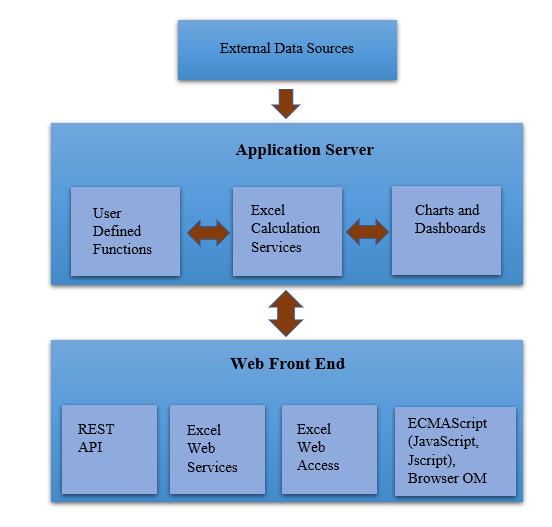 External Data Sources
Application Server
User
Defined
Functions
Excel
Calculation
Services
Charts and
Dashboards
Web Front End
REST
API
Excel
Web
Services
Excel
Web
Access
ECMAScript
(JavaScript,
Jscript),
Browser OM